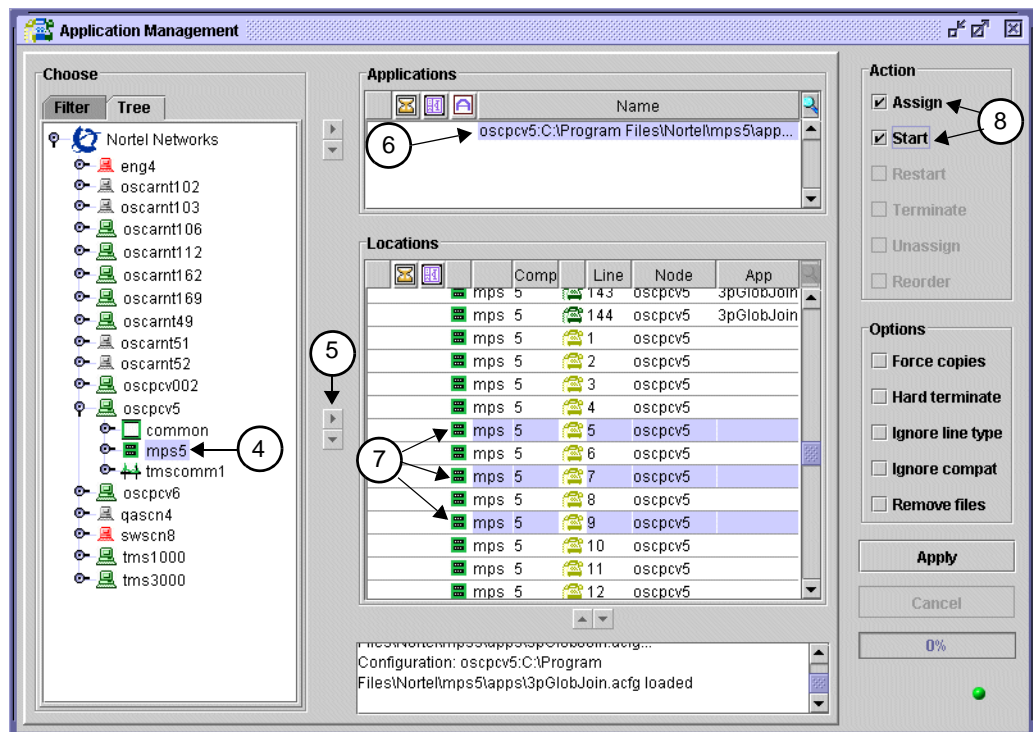 Application Management
Choose
Filter Tree
Nortel Networks
eng4
oscarnt102
oscarnt103
oscarnt106
oscarnt112
oscarnt162
oscarnt169
oscarnt49
oscarnt51
oscarnt52
oscpcv002
oscpcv5
common
mps5
tmscomm1
oscpcv6
qascn4
swscn8
tms1000
tms3000
4
5
Applications
Name
oscpcv5:C:\Program Files\Nortel\mps5\app...
6
Locations
Comp Line Node App
mps 5 143 oscpcv5 3pGlobJoin
mps 5 144 oscpcv5 3pGlobJoin
mps 5 1 oscpcv5
mps 5 2 oscpcv5
mps 5 3 oscpcv5
mps 5 4 oscpcv5
mps 5 5 oscpcv5
mps 5 6 oscpcv5
mps 5 7 oscpcv5
mps 5 8 oscpcv5
mps 5 9 oscpcv5
mps 5 10 oscpcv5
mps 5 11 oscpcv5
mps 5 12 oscpcv5
7
Files\Nortel\mps5\apps\3pGlobJoin.acfg...
Configuration: oscpcv5:C:\Program
Files\Nortel\mps5\apps\3pGlobJoin.acfg loaded
Action
Assign
Start
8
Restart
Terminate
Unassign
Reorder
Options
Force copies
Hard terminate
Ignore line type
Ignore compat
Remove files
Apply
Cancel
0%